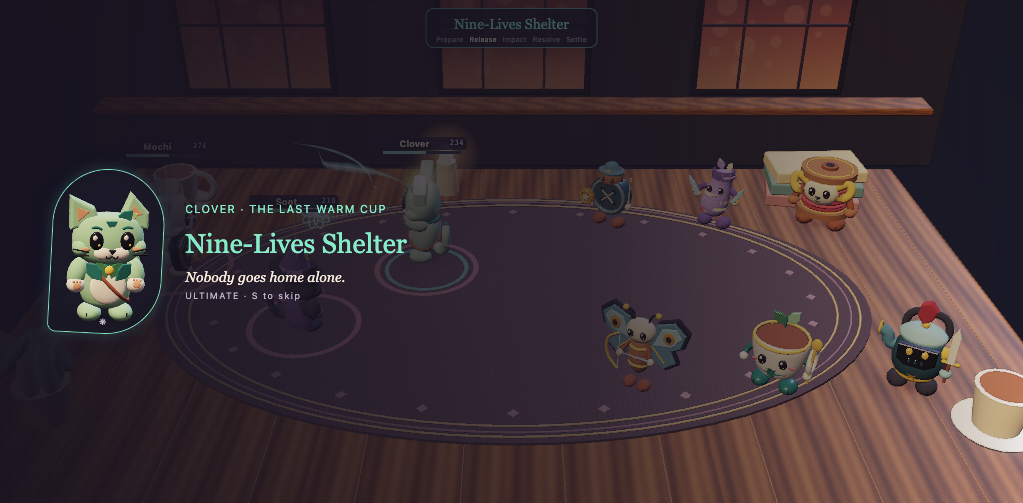 Nine-Lives Shelter
Prepare Release Impact Resolve Settle
Mochi 276
Clover 234
CLOVER · THE LAST WARM CUP
Nine-Lives Shelter
Nobody goes home alone.
ULTIMATE · S to skip